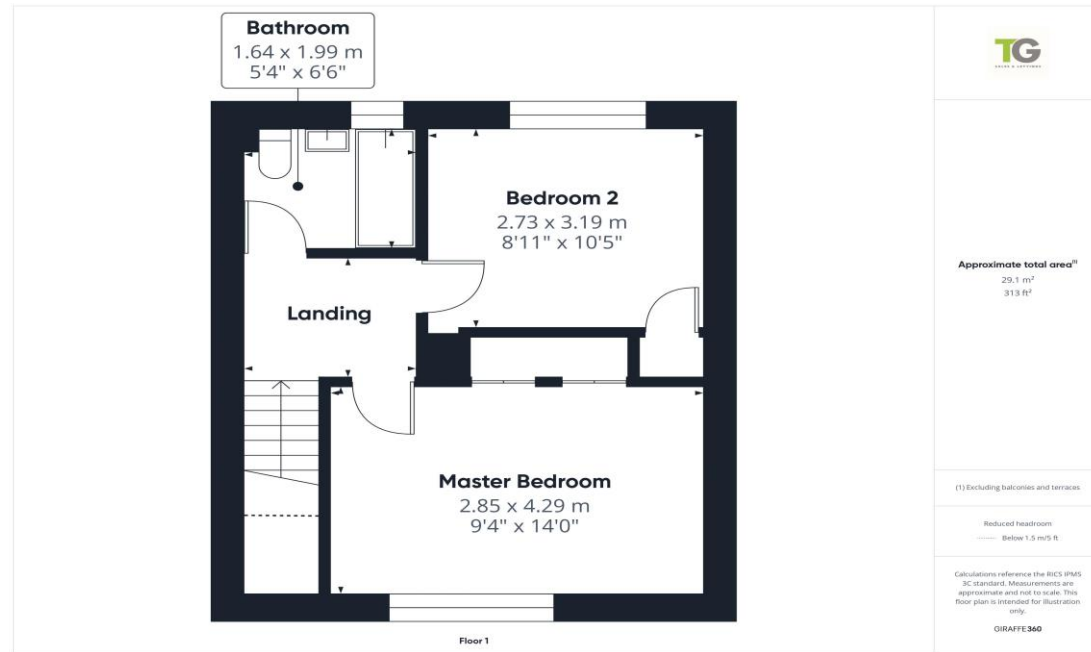 Bathroom
1.64 x 1.99 m
5'4" x 6'6"
Bedroom 2
2.73 x 3.19 m
8'11" x 10'5"
Landing
Master Bedroom
2.85 x 4.29 m
9'4" x 14'0"
Floor 1
TG
SALES & LETTINGS
Approximate total area⁽¹⁾
29.1 m²
313 ft²
(1) Excluding balconies and terraces
Reduced headroom
Below 1.5 m/5 ft
Calculations reference the RICS IPMS
3C standard. Measurements are
approximate and not to scale. This
floor plan is intended for illustration
only.
GIRAFFE360